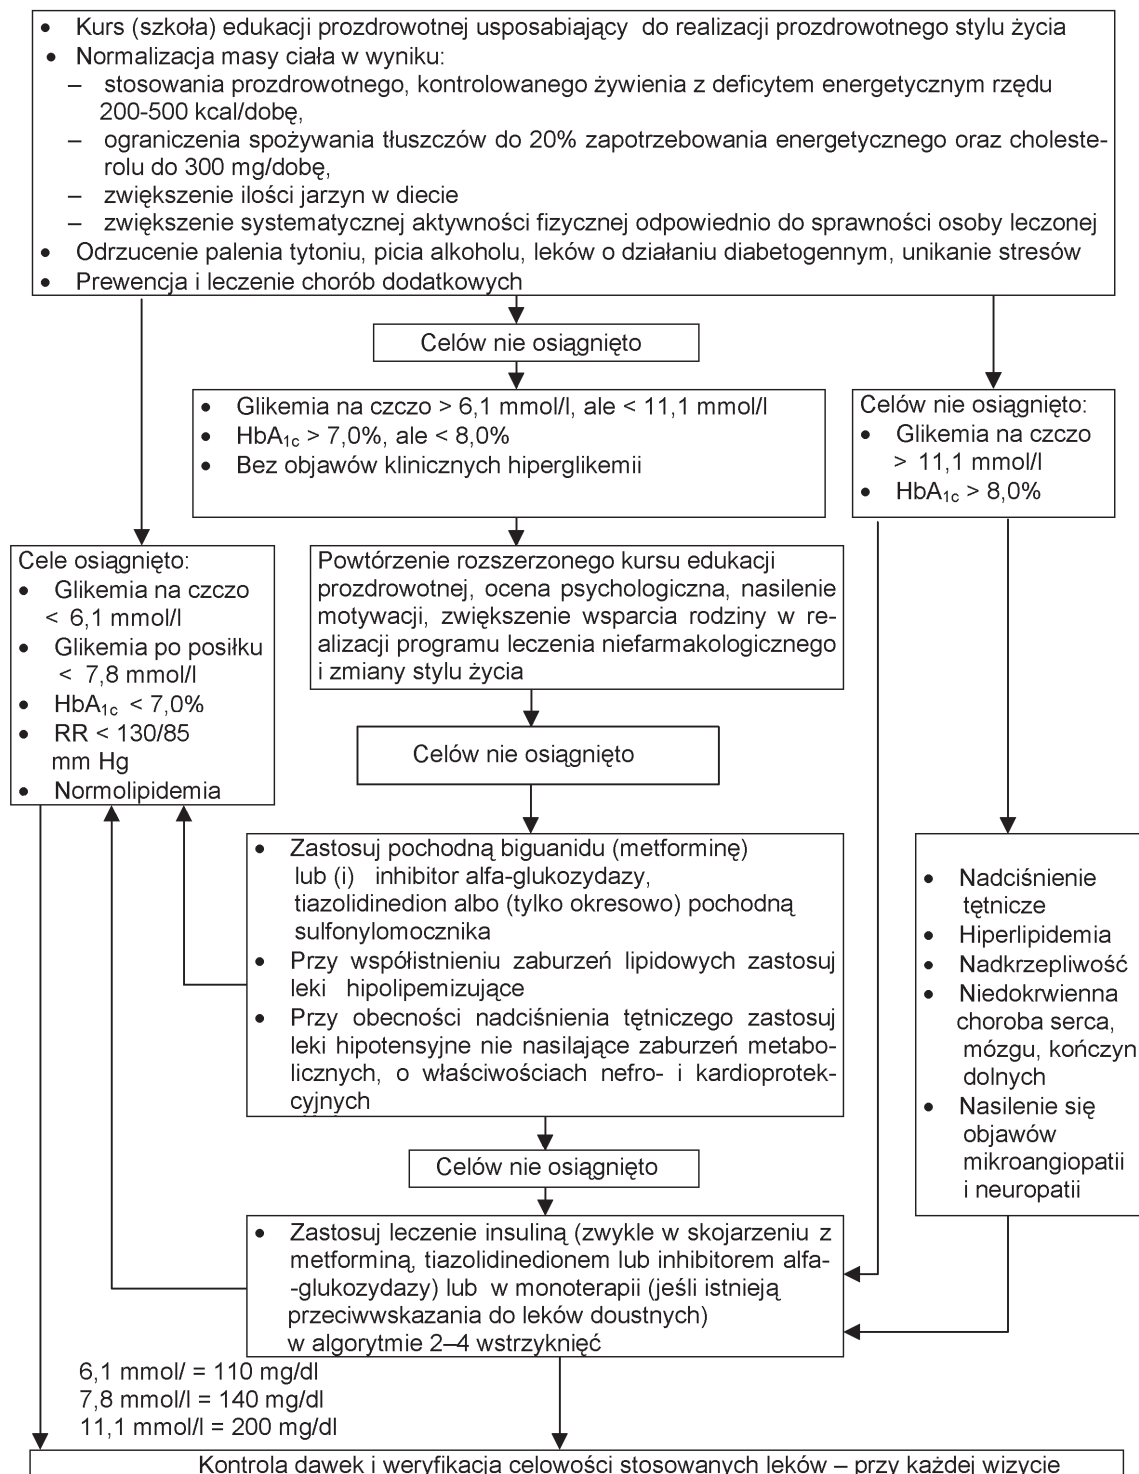 • Kurs (szkoła) edukacji prozdrowotnej usposabiający do realizacji prozdrowotnego stylu życia
• Normalizacja masy ciała w wyniku:
– stosowania prozdrowotnego, kontrolowanego żywienia z deficytem energetycznym rzędu
200-500 kcal/dobę,
– ograniczenia spożywania tłuszczów do 20% zapotrzebowania energetycznego oraz choleste-
rolu do 300 mg/dobę,
– zwiększenie ilości jarzyn w diecie
– zwiększenie systematycznej aktywności fizycznej odpowiednio do sprawności osoby leczonej
• Odrzucenie palenia tytoniu, picia alkoholu, leków o działaniu diabetogennym, unikanie stresów
• Prewencja i leczenie chorób dodatkowych
Celów nie osiągnięto
• Glikemia na czczo > 6,1 mmol/l, ale < 11,1 mmol/l
• HbA1c > 7,0%, ale < 8,0%
• Bez objawów klinicznych hiperglikemii
Celów nie osiągnięto:
• Glikemia na czczo
> 11,1 mmol/l
• HbA1c > 8,0%
Cele osiągnięto:
• Glikemia na czczo
< 6,1 mmol/l
• Glikemia po posiłku
< 7,8 mmol/l
• HbA1c < 7,0%
• RR < 130/85
mm Hg
• Normolipidemia
Powtórzenie rozszerzonego kursu edukacji
prozdrowotnej, ocena psychologiczna, nasilenie
motywacji, zwiększenie wsparcia rodziny w re-
alizacji programu leczenia niefarmakologicznego
i zmiany stylu życia
Celów nie osiągnięto
• Zastosuj pochodną biguanidu (metforminę)
lub (i) inhibitor alfa-glukozydazy,
tiazolidinedion albo (tylko okresowo) pochodną
sulfonylomocznika
• Przy współistnieniu zaburzeń lipidowych zastosuj
leki hipolipemizujące
• Przy obecności nadciśnienia tętniczego zastosuj
leki hipotensyjne nie nasilające zaburzeń metabo-
licznych, o właściwościach nefro- i kardioprotek-
cyjnych
• Nadciśnienie
tętnicze
• Hiperlipidemia
• Nadkrzepliwość
• Niedokrwienna
choroba serca,
mózgu, kończyn
dolnych
• Nasilenie się
objawów
mikroangiopatii
i neuropatii
Celów nie osiągnięto
• Zastosuj leczenie insuliną (zwykle w skojarzeniu z
metforminą, tiazolidinedionem lub inhibitorem alfa-
-glukozydazy) lub w monoterapii (jeśli istnieją
przeciwwskazania do leków doustnych)
w algorytmie 2–4 wstrzyknięć
6,1 mmol/ = 110 mg/dl
7,8 mmol/l = 140 mg/dl
11,1 mmol/l = 200 mg/dl
Kontrola dawek i weryfikacja celowości stosowanych leków – przy każdej wizycie